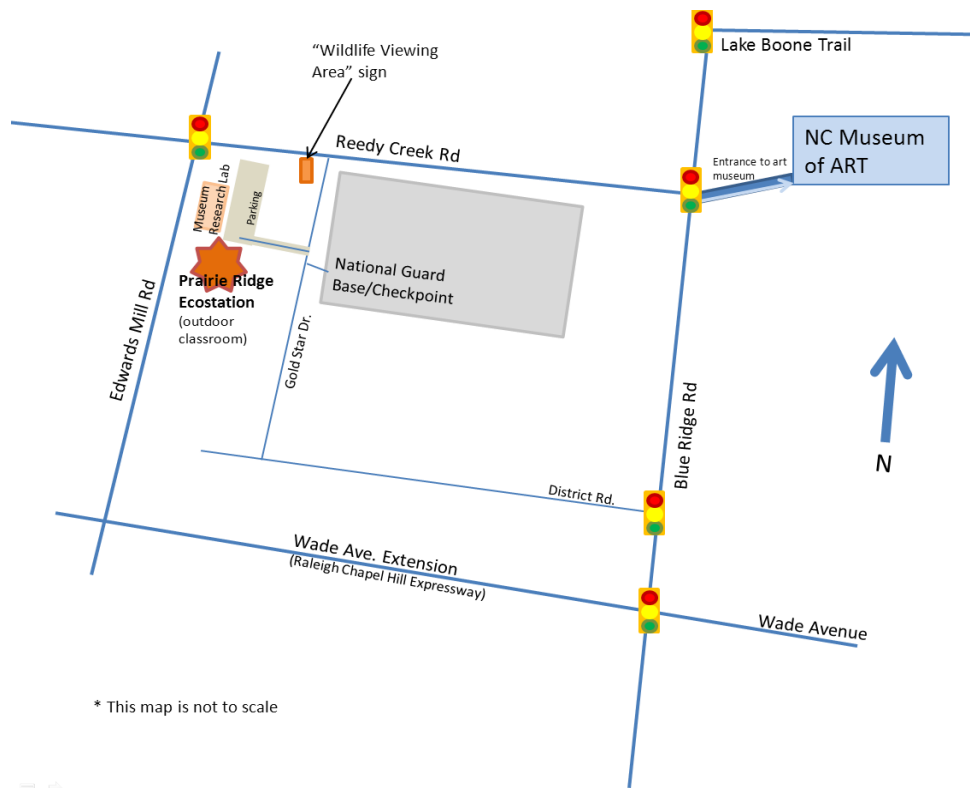 "Wildlife Viewing
Area" sign
Lake Boone Trail
Reedy Creek Rd
Entrance to art
museum
NC Museum
of ART
Museum
Research Lab
Parking
National Guard
Base/Checkpoint
Prairie Ridge
Ecostation
(outdoor
classroom)
Edwards Mill Rd
Gold Star Dr.
Blue Ridge Rd
N
District Rd.
Wade Ave. Extension
(Raleigh Chapel Hill Expressway)
Wade Avenue
* This map is not to scale